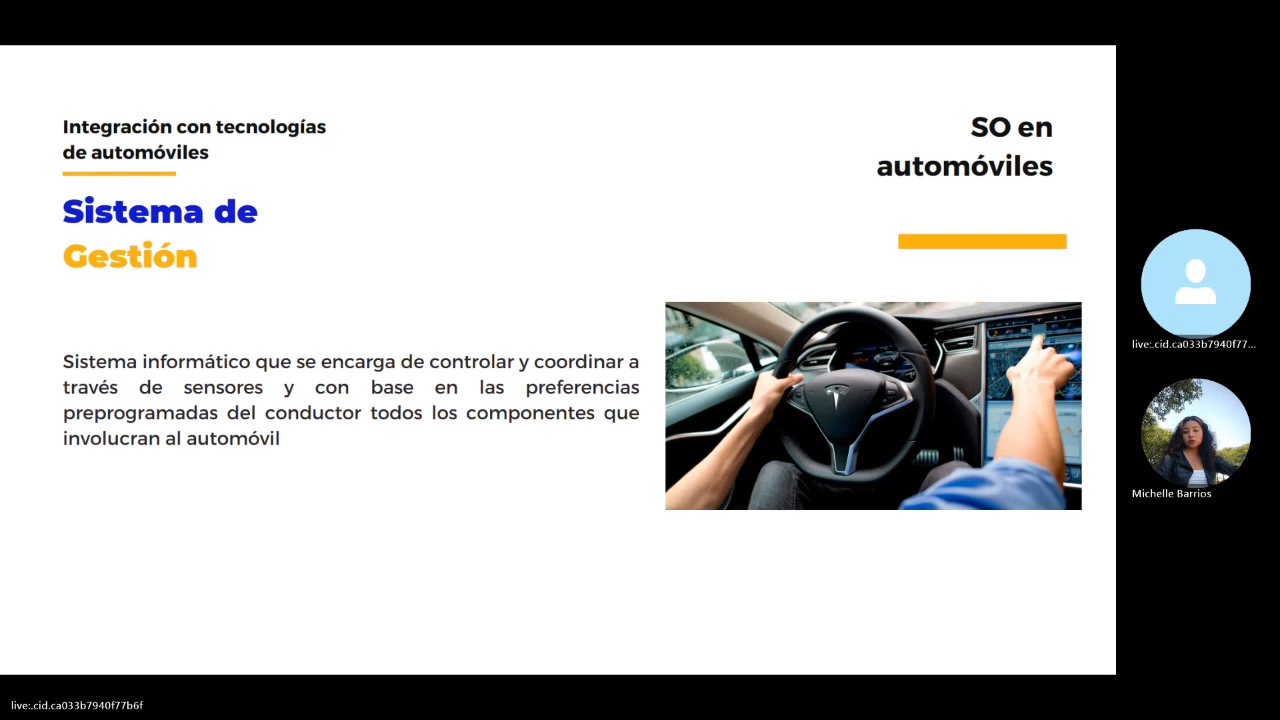 Integración con tecnologías
de automóviles
SO en
automóviles
Sistema de
Gestión
Sistema informático que se encarga de controlar y coordinar a
través de sensores y con base en las preferencias
preprogramadas del conductor todos los componentes que
involucran al automóvil
live:.cid.ca033b7940f77...
Michelle Barrios
live:.cid.ca033b7940f77b6f